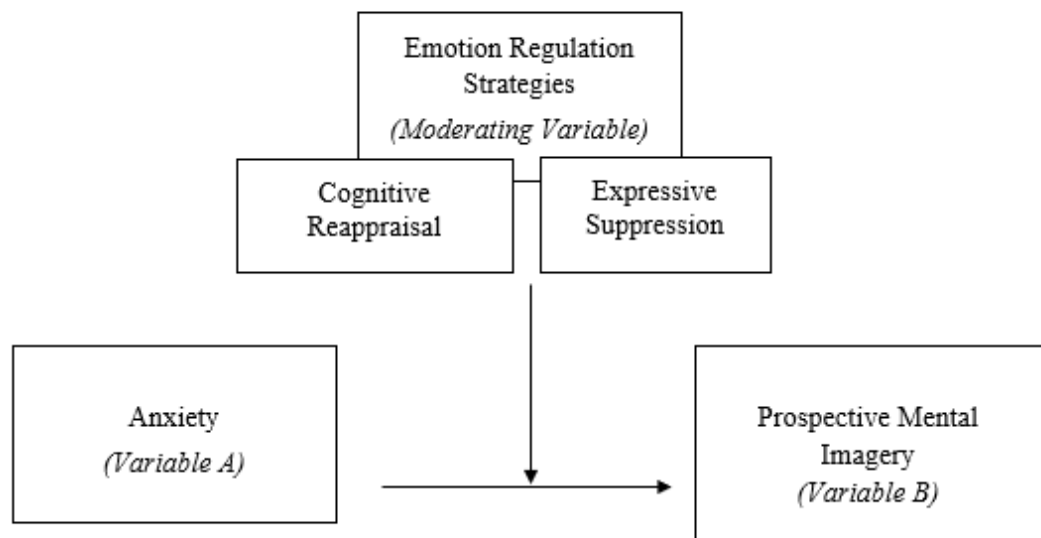 Emotion Regulation
Strategies
(Moderating Variable)
Cognitive
Reappraisal
Expressive
Suppression
Anxiety
(Variable A)
Prospective Mental
Imagery
(Variable B)